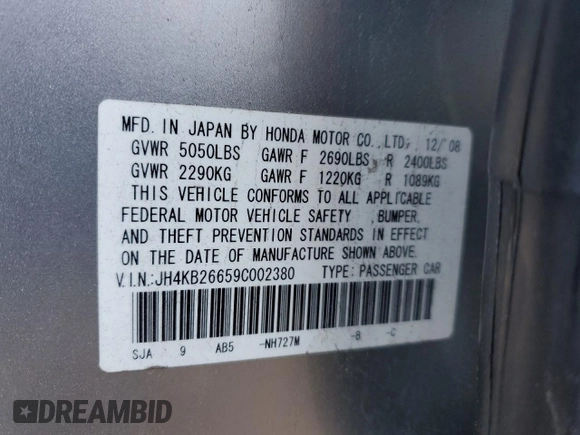 MFD. IN JAPAN BY HONDA MOTOR CO.,LTD. 12/'08
GVWR 5050LBS GAWR F 2690LBS R 2400LBS
GVWR 2290KG GAWR F 1220KG R 1089KG
THIS VEHICLE CONFORMS TO ALL APPLICABLE
FEDERAL MOTOR VEHICLE SAFETY ,BUMPER,
AND THEFT PREVENTION STANDARDS IN EFFECT
ON THE DATE OF MANUFACTURE SHOWN ABOVE.
V.I.N.:JH4KB26659C002380 TYPE: PASSENGER CAR
SJA 9 AB5 -NH727M -B -C
DREAMBID